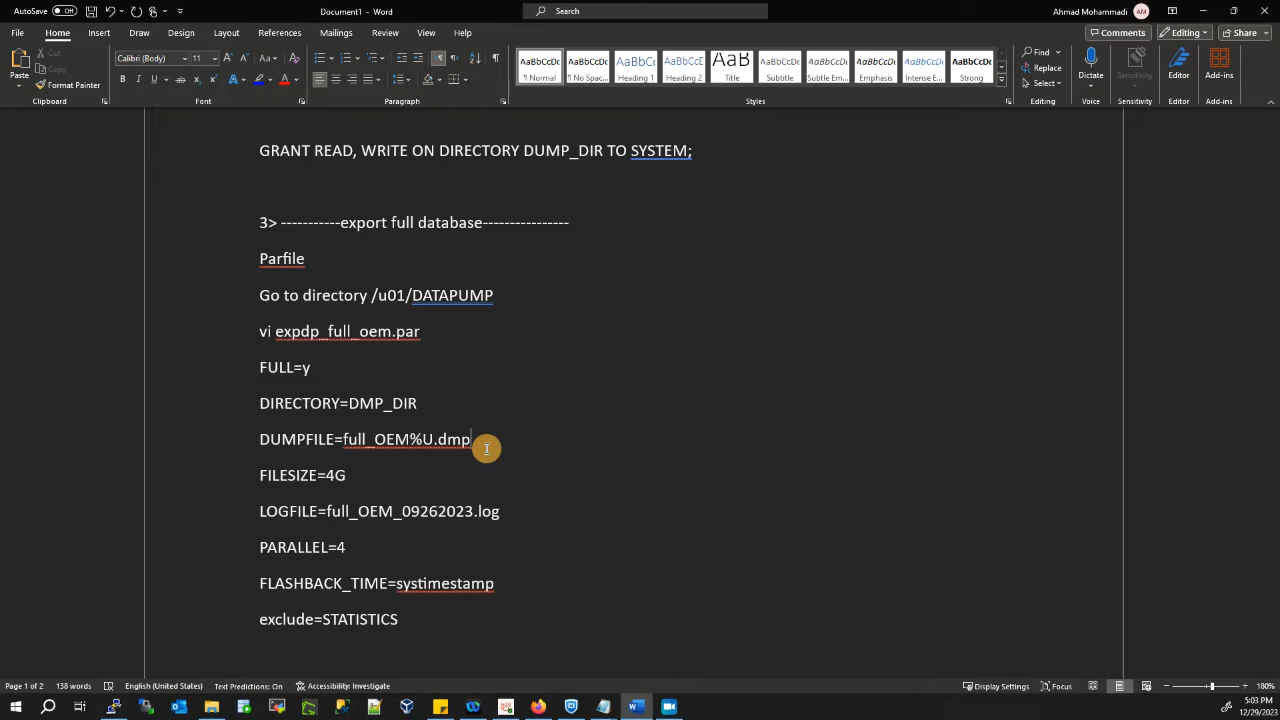 AutoSave Off
Document1 - Word
Search
Ahmad Mohammadi
AM
File Home Insert Draw Design Layout References Mailings Review View Help
Comments Editing Share
Paste
Cut
Copy
Format Painter
Clipboard
Calibri (Body) 11
Font
Paragraph
AaBbCcDc AaBbCcDc AaBbCc AaBbCcD AaB AaBbCcD AaBbCcD AaBbCcD AaBbCcD AaBbCcDc
¶ Normal ¶ No Spac... Heading 1 Heading 2 Title Subtitle Subtle Em... Emphasis Intense E... Strong
Styles
Find
Replace
Select
Editing
Dictate
Voice
Sensitivity
Sensitivity
Editor
Editor
Add-ins
Add-ins
GRANT READ, WRITE ON DIRECTORY DUMP_DIR TO SYSTEM;
3> -----------export full database----------------
Parfile
Go to directory /u01/DATAPUMP
vi expdp_full_oem.par
FULL=y
DIRECTORY=DMP_DIR
DUMPFILE=full_OEM%U.dmp
FILESIZE=4G
LOGFILE=full_OEM_09262023.log
PARALLEL=4
FLASHBACK_TIME=systimestamp
exclude=STATISTICS
Page 1 of 2 138 words English (United States) Text Predictions: On Accessibility: Investigate
Display Settings Focus 180%
5:03 PM
12/29/2023